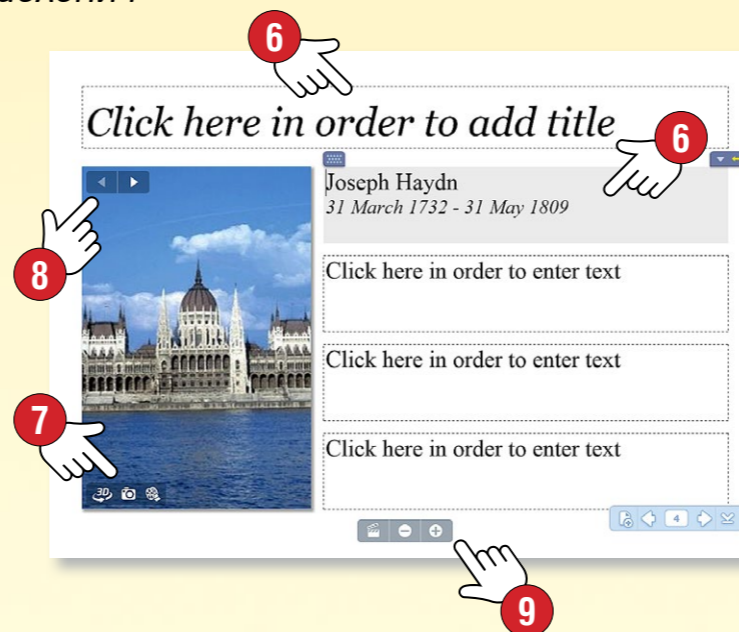 6
Click here in order to add title
6
Joseph Haydn
31 March 1732 - 31 May 1809
8
Click here in order to enter text
Click here in order to enter text
7
Click here in order to enter text
3D
4
9